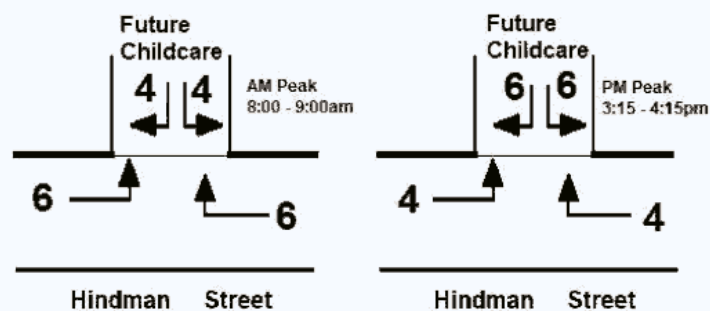 Future
Childcare
4 4
AM Peak
8:00 - 9:00am
6
6
Hindman Street
Future
Childcare
6 6
PM Peak
3:15 - 4:15pm
4
4
Hindman Street